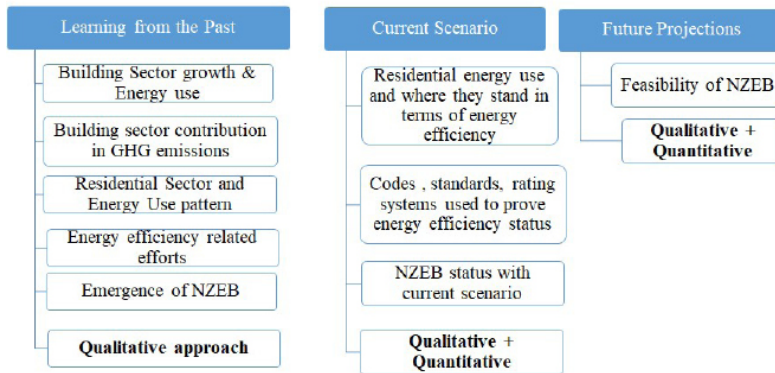 Learning from the Past
Building Sector growth &
Energy use
Building sector contribution
in GHG emissions
Residential Sector and
Energy Use pattern
Energy efficiency related
efforts
Emergence of NZEB
Qualitative approach
Current Scenario
Residential energy use
and where they stand in
terms of energy
efficiency
Codes , standards, rating
systems used to prove
energy efficiency status
NZEB status with
current scenario
Qualitative +
Quantitative
Future Projections
Feasibility of NZEB
Qualitative +
Quantitative